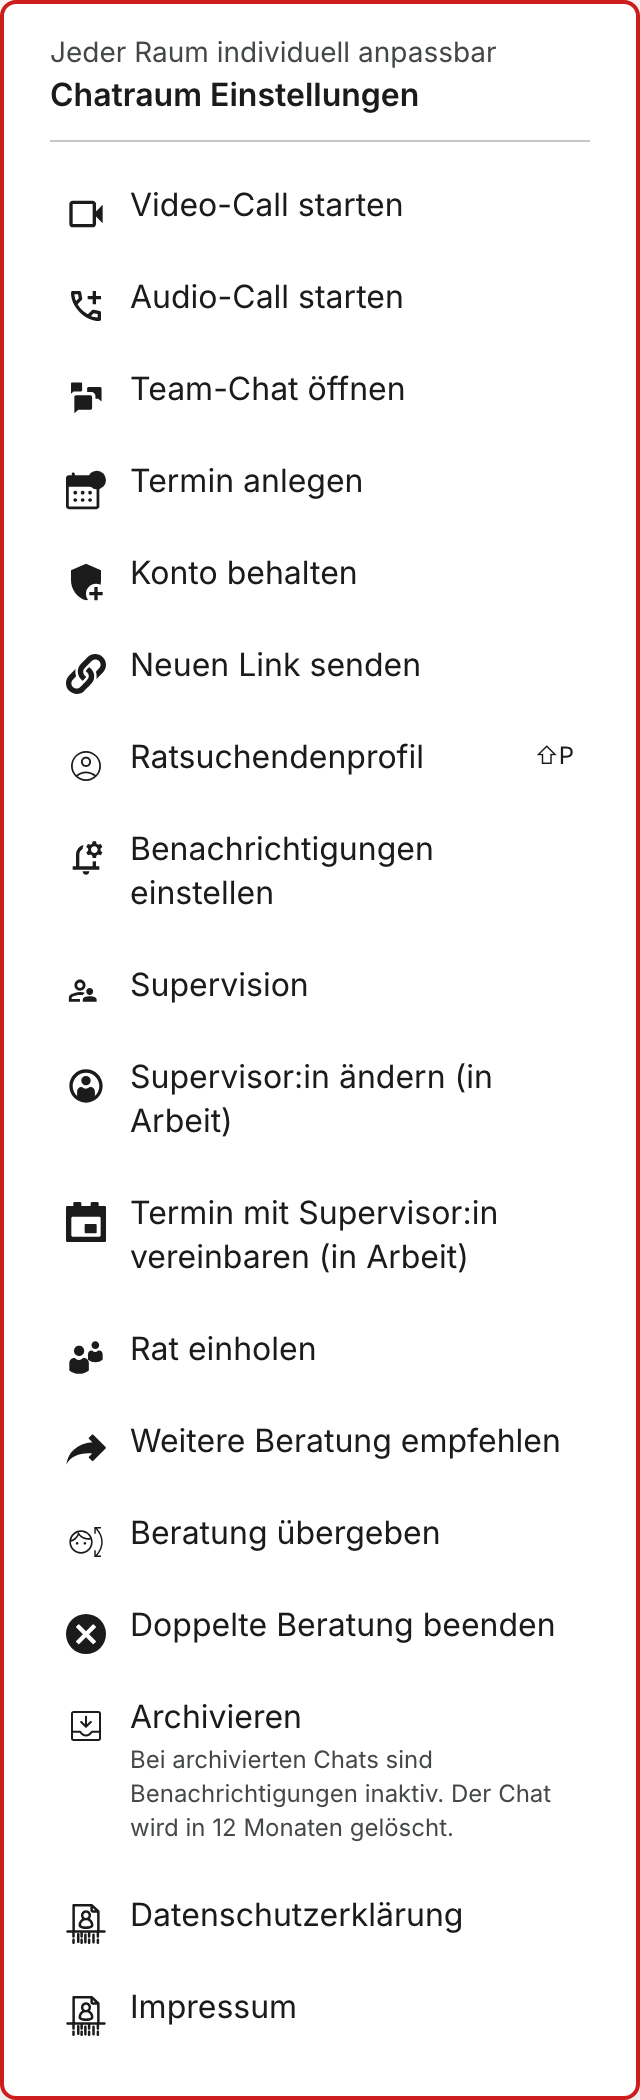 Jeder Raum individuell anpassbar
Chatraum Einstellungen
Video-Call starten
Audio-Call starten
Team-Chat öffnen
Termin anlegen
Konto behalten
Neuen Link senden
Ratsuchendenprofil ⇧P
Benachrichtigungen
einstellen
Supervision
Supervisor:in ändern (in
Arbeit)
Termin mit Supervisor:in
vereinbaren (in Arbeit)
Rat einholen
Weitere Beratung empfehlen
Beratung übergeben
Doppelte Beratung beenden
Archivieren
Bei archivierten Chats sind
Benachrichtigungen inaktiv. Der Chat
wird in 12 Monaten gelöscht.
Datenschutzerklärung
Impressum